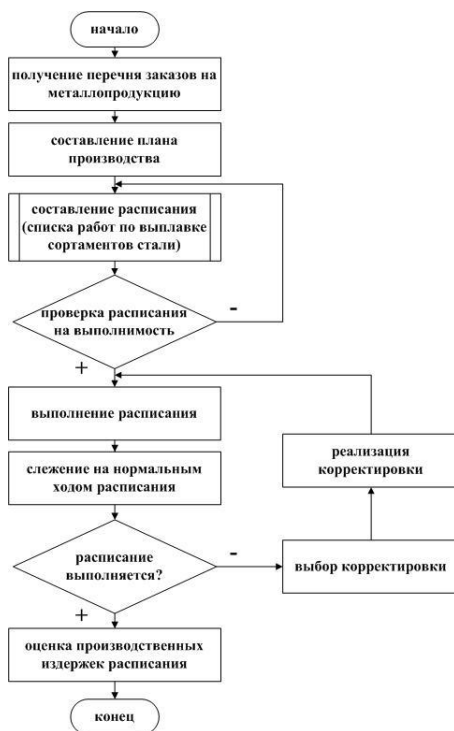 начало
получение перечня заказов на
металлопродукцию
составление плана
производства
составление расписания
(списка работ по выплавке
сортаментов стали)
проверка расписания
на выполнимость
-
+
выполнение расписания
слежение на нормальным
ходом расписания
реализация
корректировки
расписание
выполняется?
-
выбор корректировки
+
оценка производственных
издержек расписания
конец